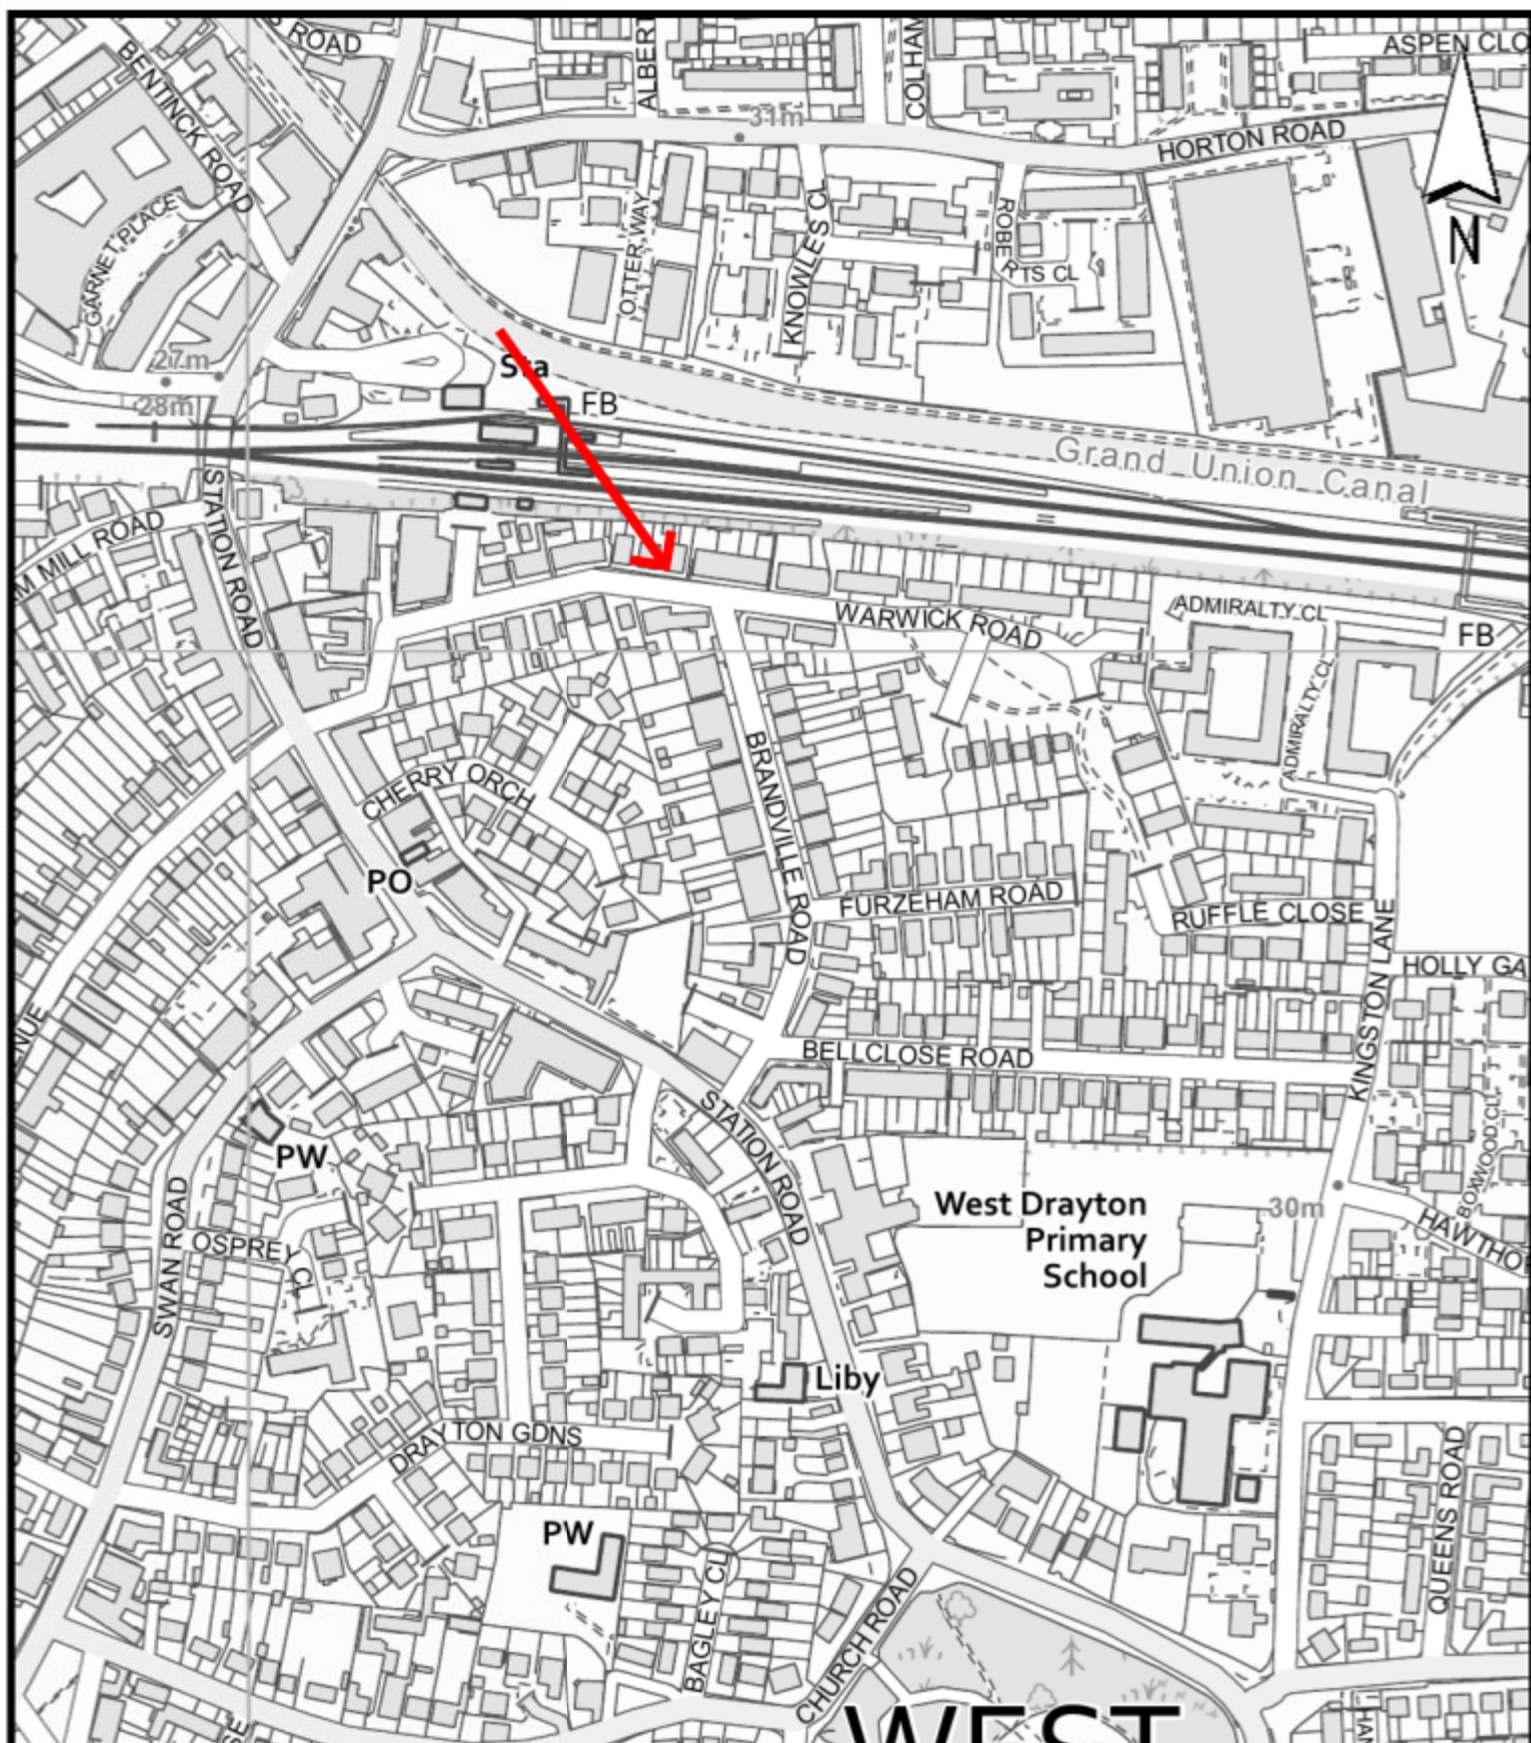 S ROAD
BENTINCK ROAD
ALBERT
COLHAM
ASPEN CLO
31m
HORTON ROAD
N
GARNET PLACE
OTTER WAY
KNOWLES CL
ROBERTS CL
27m
28m
Sta
FB
Grand Union Canal
M MILL ROAD
STATION ROAD
WARWICK ROAD
ADMIRALTY CL
FB
ADMIRALTY CL
CHERRY ORCH
BRANDVILLE ROAD
PO
FURZEHAM ROAD
RUFFLE CLOSE
KINGSTON LANE
HOLLY GA
ENUE
BELLCLOSE ROAD
STATION ROAD
PW
BOXWOOD CL
West Drayton
Primary
School
30m
HAWTHO
SWAN ROAD
OSPREY CL
Liby
DRAYTON GDNS
QUEENS ROAD
PW
BAGLEY CL
CHURCH ROAD
SE
WEST
HAM